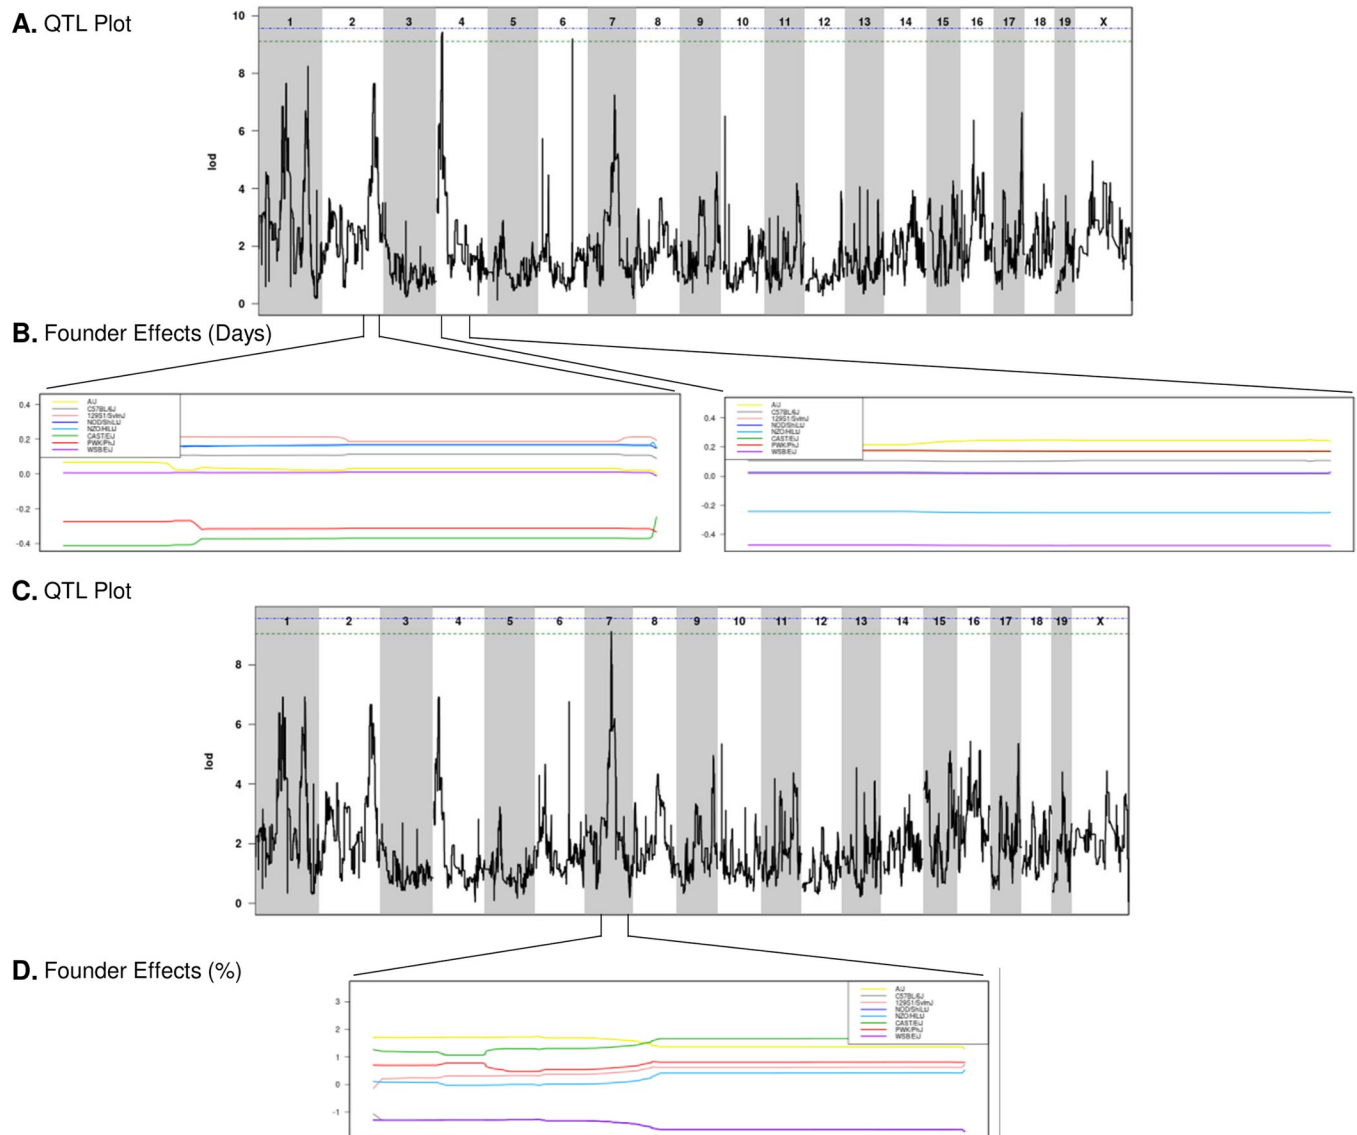 A. QTL Plot
10
8
6
4
2
0
lod
1 2 3 4 5 6 7 8 9 10 11 12 13 14 15 16 17 18 19 X
B. Founder Effects (Days)
0.4
0.2
0.0
-0.2
-0.4
A/J
C57BL/6J
129S1/SvImJ
NOD/ShiLtJ
NZO/HlLtJ
CAST/EiJ
PWK/PhJ
WSB/EiJ
0.4
0.2
0.0
-0.2
-0.4
A/J
C57BL/6J
129S1/SvImJ
NOD/ShiLtJ
NZO/HlLtJ
CAST/EiJ
PWK/PhJ
WSB/EiJ
C. QTL Plot
8
6
4
2
0
lod
1 2 3 4 5 6 7 8 9 10 11 12 13 14 15 16 17 18 19 X
D. Founder Effects (%)
3
2
1
0
-1
A/J
C57BL/6J
129S1/SvImJ
NOD/ShiLtJ
NZO/HlLtJ
CAST/EiJ
PWK/PhJ
WSB/EiJ